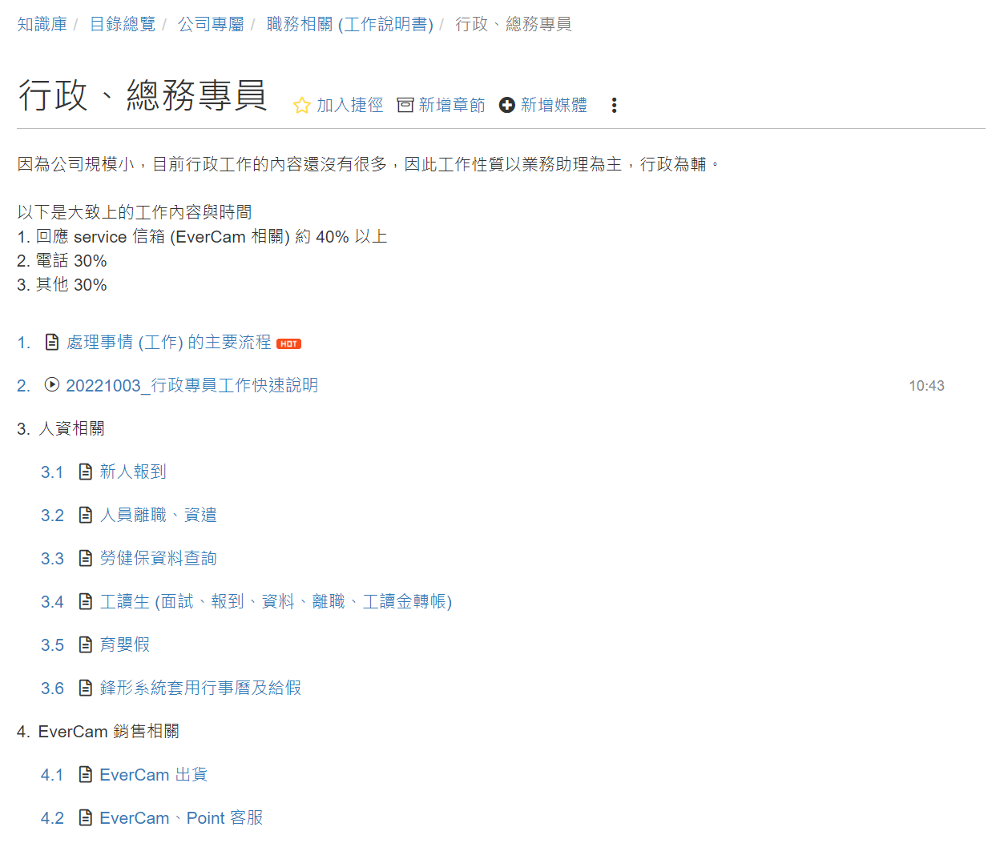 知識庫 / 目錄總覽 / 公司專屬 / 職務相關 (工作說明書) / 行政、總務專員
行政、總務專員 加入捷徑 新增章節 新增媒體
因為公司規模小，目前行政工作的內容還沒有很多，因此工作性質以業務助理為主，行政為輔。
以下是大致上的工作內容與時間
1. 回應 service 信箱 (EverCam 相關) 約 40% 以上
2. 電話 30%
3. 其他 30%
1. 處理事情 (工作) 的主要流程 HOT
2. 20221003_行政專員工作快速說明 10:43
3. 人資相關
3.1 新人報到
3.2 人員離職、資遣
3.3 勞健保資料查詢
3.4 工讀生 (面試、報到、資料、離職、工讀金轉帳)
3.5 育嬰假
3.6 鋒形系統套用行事曆及給假
4. EverCam 銷售相關
4.1 EverCam 出貨
4.2 EverCam、Point 客服